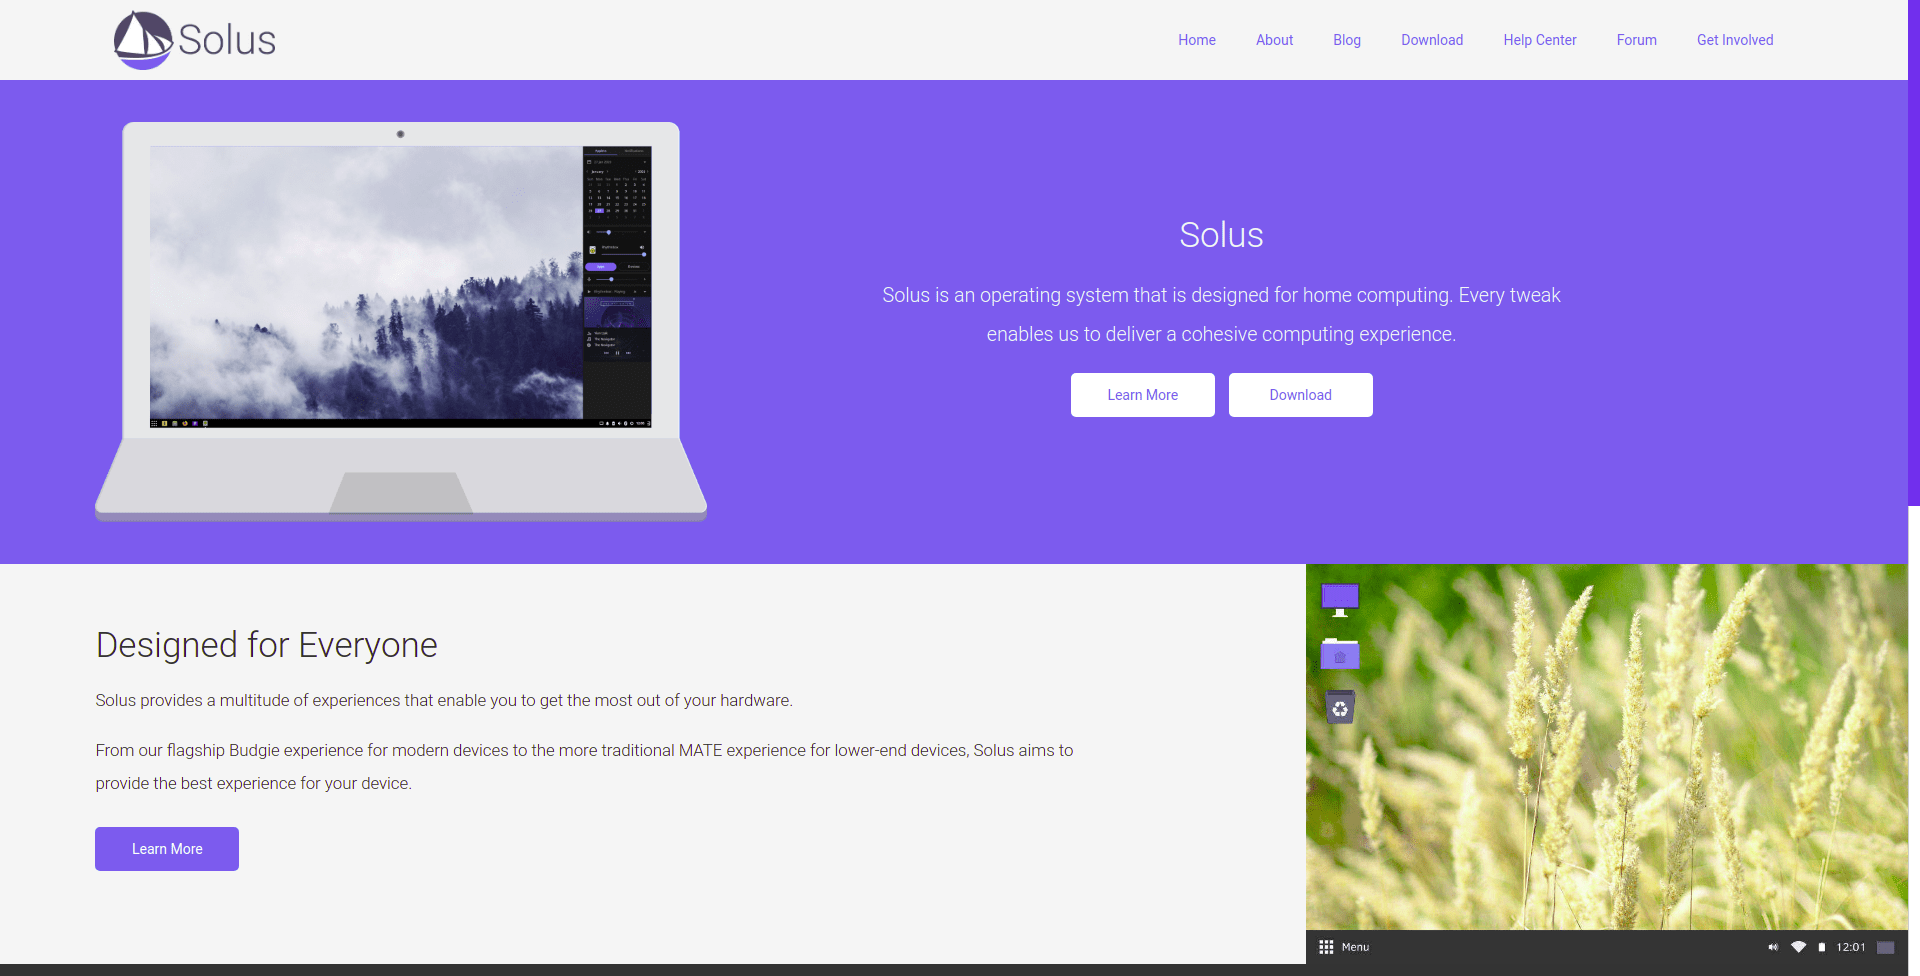 Solus
Home
About
Blog
Download
Help Center
Forum
Get Involved
Solus
Solus is an operating system that is designed for home computing. Every tweak
enables us to deliver a cohesive computing experience.
Learn More
Download
Designed for Everyone
Solus provides a multitude of experiences that enable you to get the most out of your hardware.
From our flagship Budgie experience for modern devices to the more traditional MATE experience for lower-end devices, Solus aims to
provide the best experience for your device.
Learn More
Menu
12:01